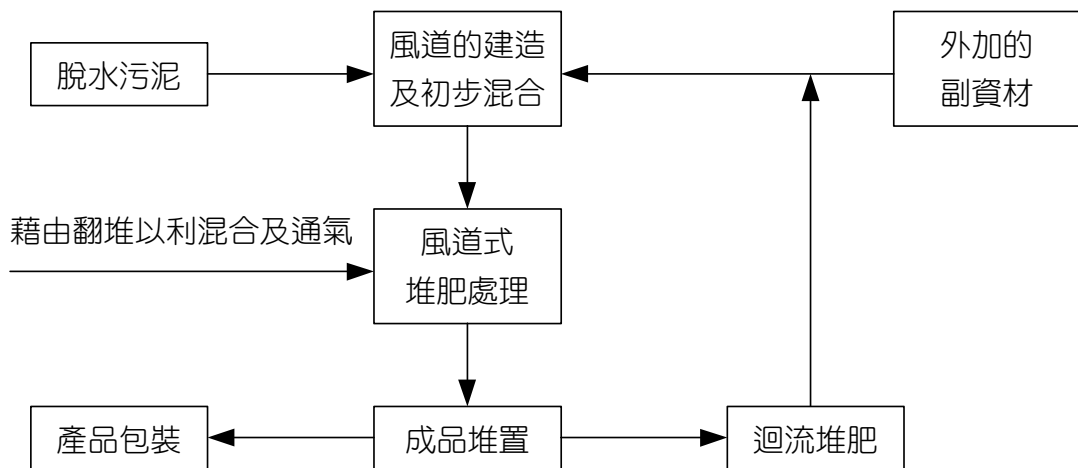 脫水污泥
風道的建造
及初步混合
外加的
副資材
藉由翻堆以利混合及通氣
風道式
堆肥處理
產品包裝
成品堆置
迴流堆肥